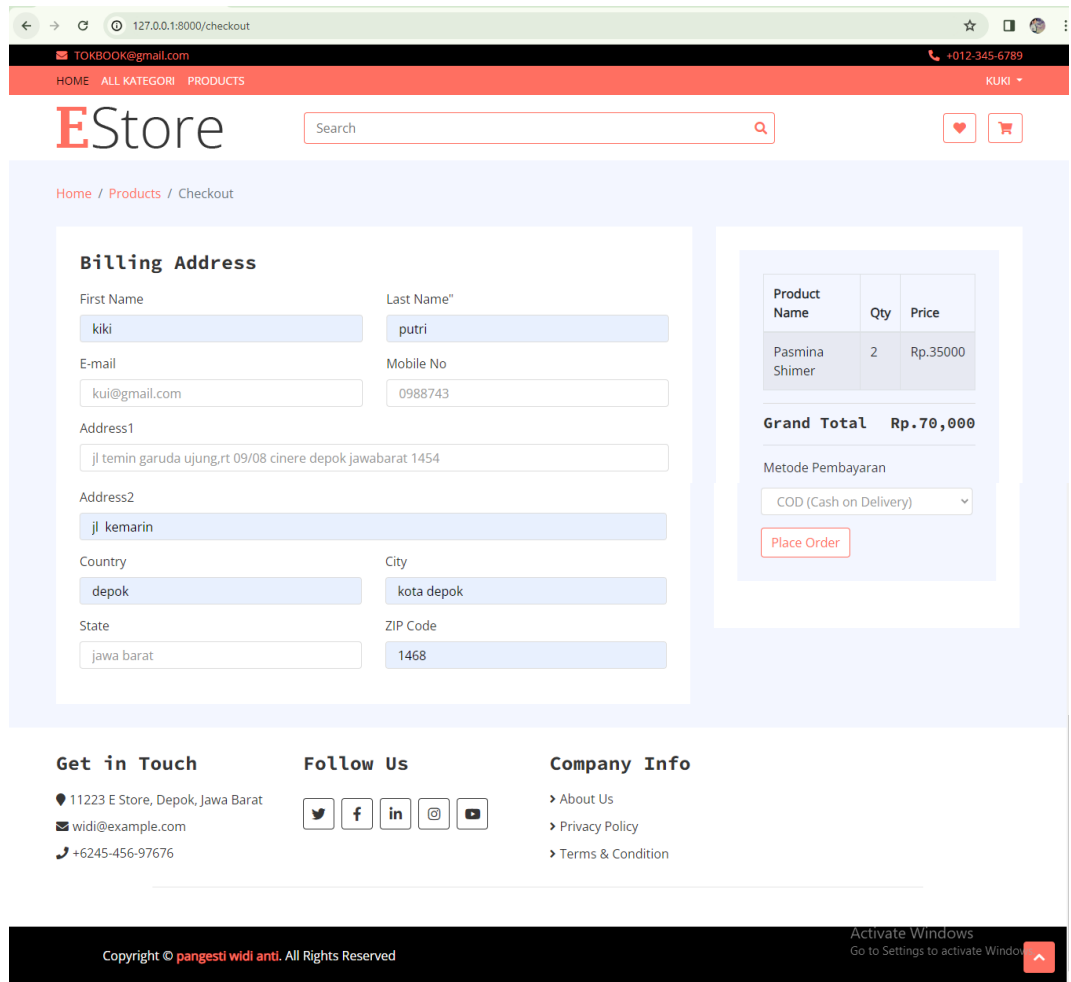 127.0.0.1:8000/checkout
TOKBOOK@gmail.com +012-345-6789
HOME ALL KATEGORI PRODUCTS KUKI
EStore Search
Home / Products / Checkout
Billing Address
First Name Last Name"
kiki putri
E-mail Mobile No
kui@gmail.com 0988743
Address1
jl temin garuda ujung,rt 09/08 cinere depok jawabarat 1454
Address2
jl kemarin
Country City
depok kota depok
State ZIP Code
jawa barat 1468
Product
Name Qty Price
Pasmina 2 Rp.35000
Shimer
Grand Total Rp.70,000
Metode Pembayaran
COD (Cash on Delivery)
Place Order
Get in Touch
11223 E Store, Depok, Jawa Barat
widi@example.com
+6245-456-97676
Follow Us
Company Info
About Us
Privacy Policy
Terms & Condition
Copyright © pangesti widi anti. All Rights Reserved
Activate Windows
Go to Settings to activate Window